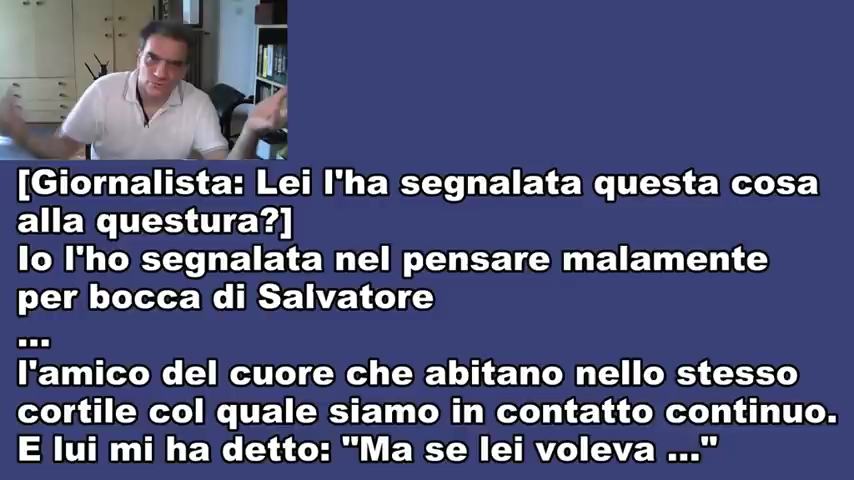 [Giornalista: Lei l'ha segnalata questa cosa
alla questura?]
Io l'ho segnalata nel pensare malamente
per bocca di Salvatore
...
l'amico del cuore che abitano nello stesso
cortile col quale siamo in contatto continuo.
E lui mi ha detto: "Ma se lei voleva ..."